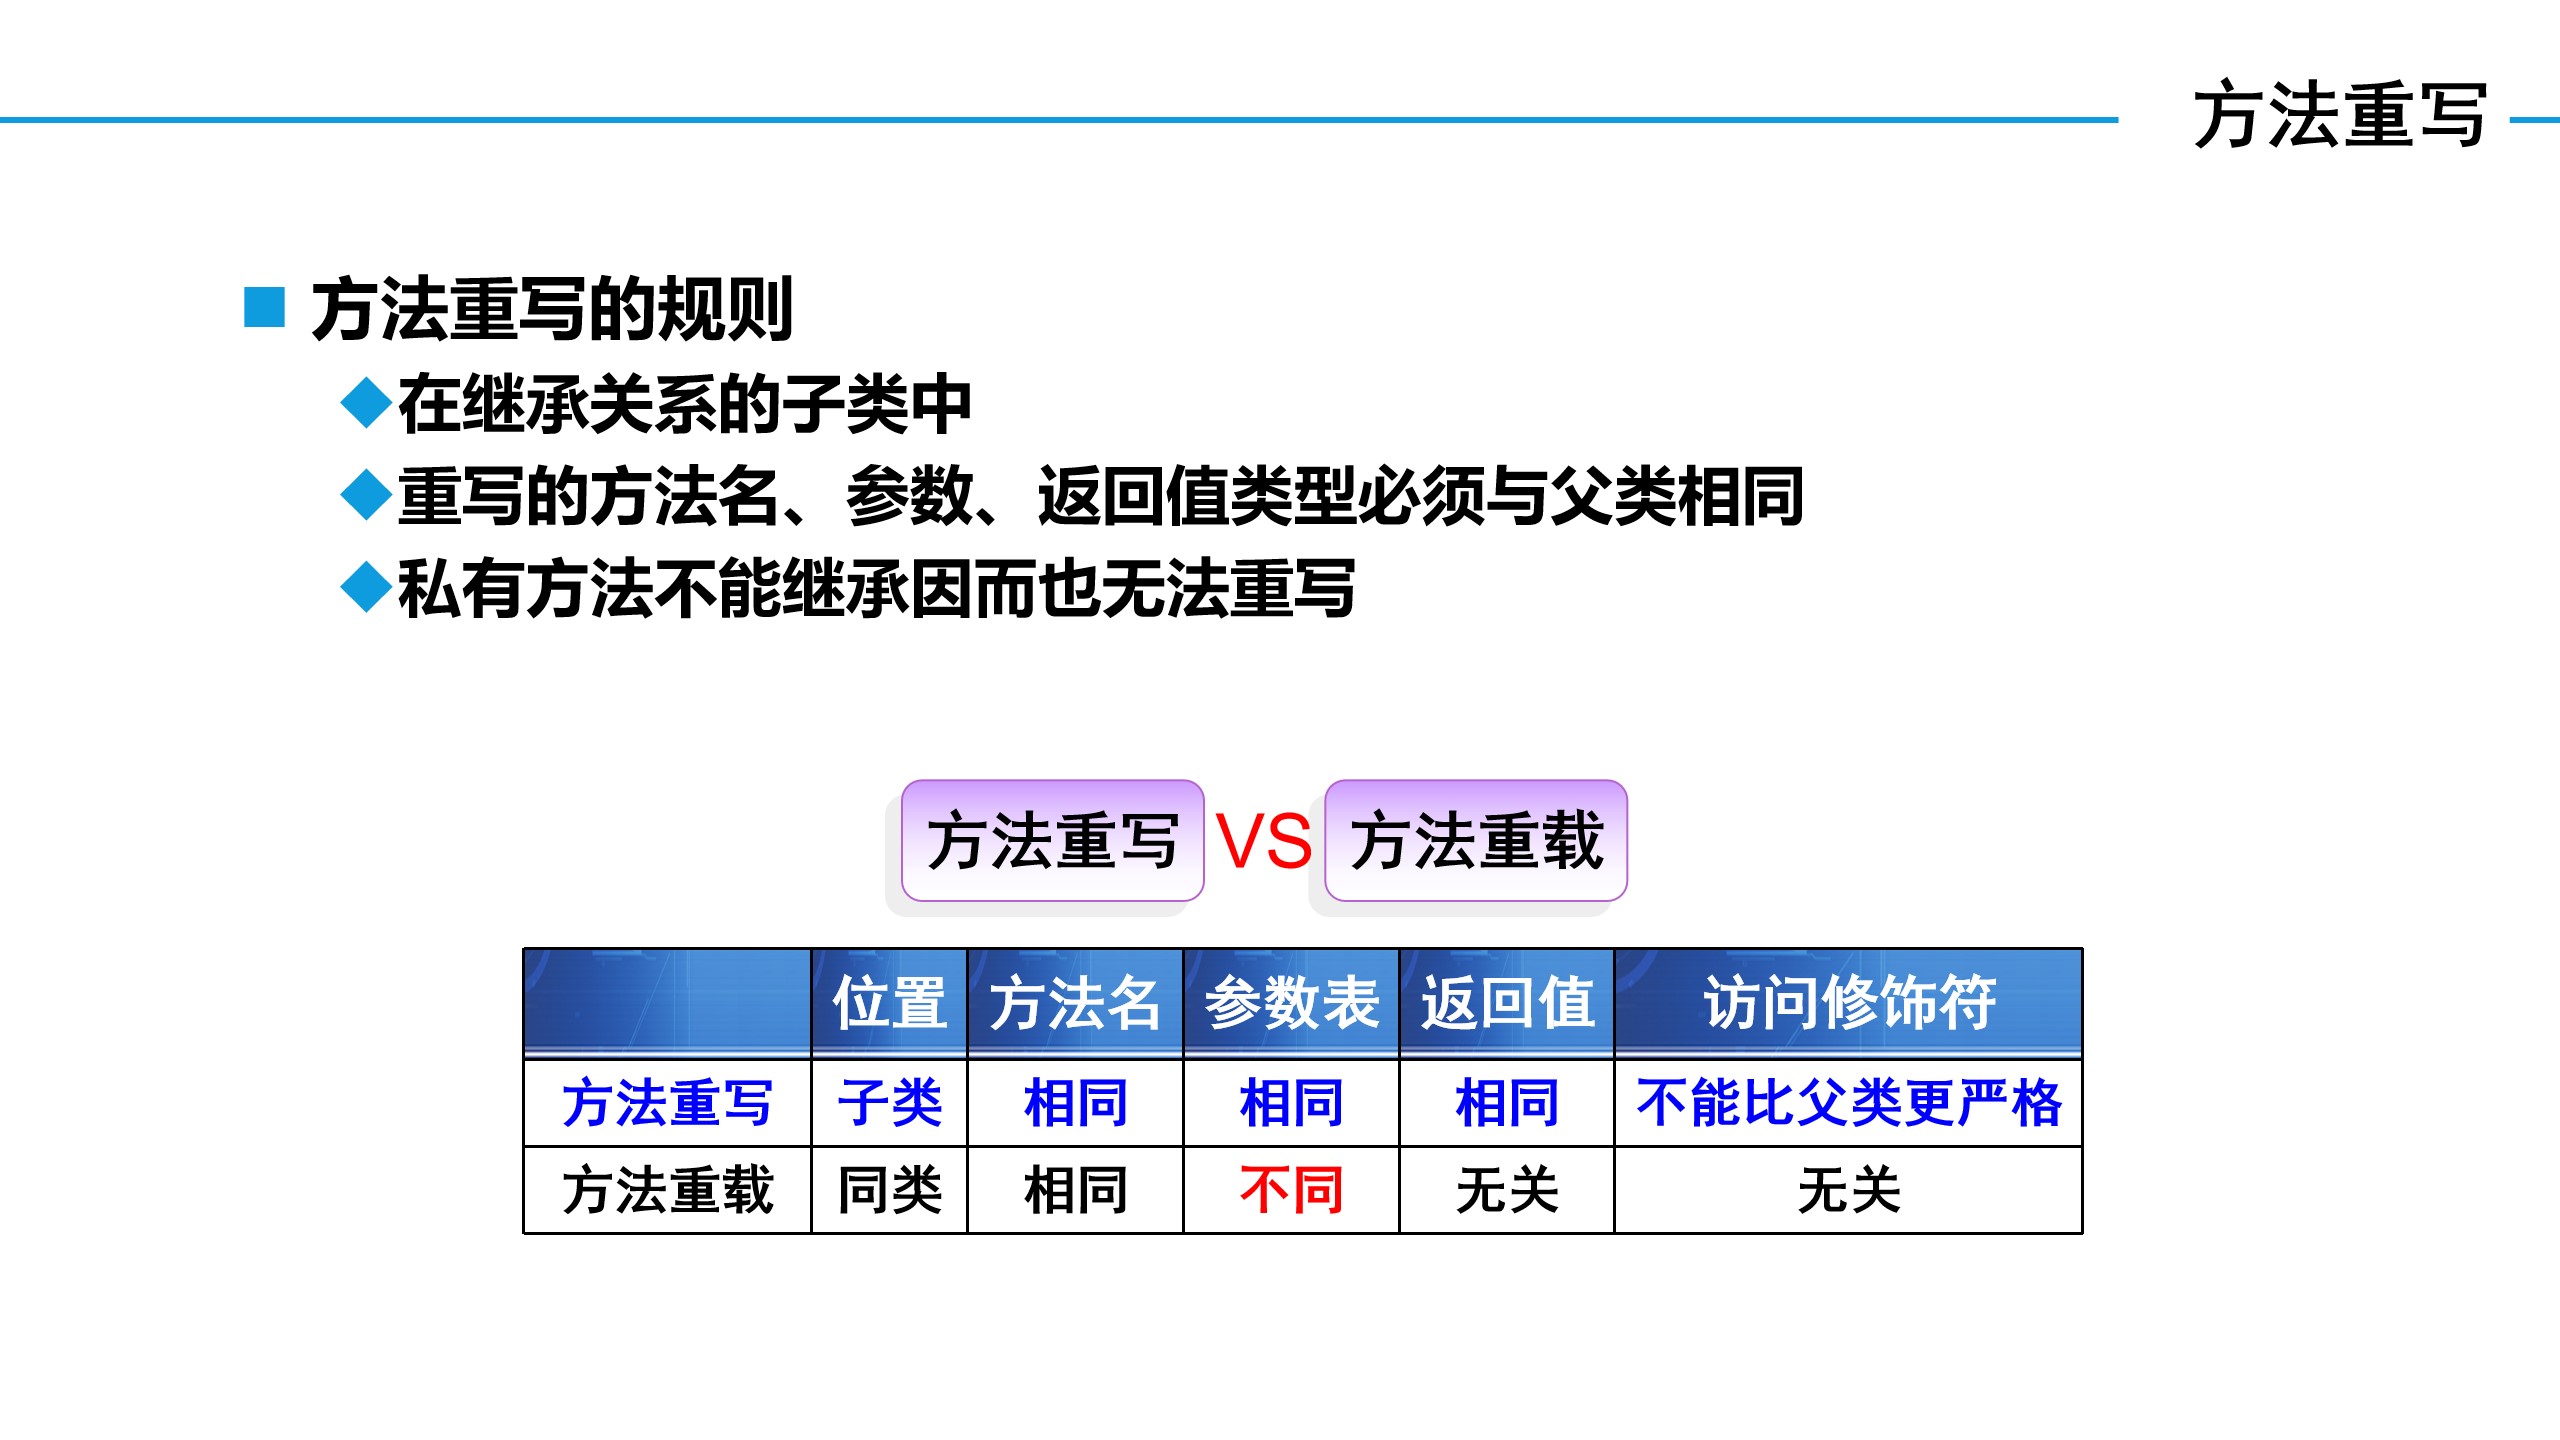 方法重写
方法重写的规则
在继承关系的子类中
重写的方法名、参数、返回值类型必须与父类相同
私有方法不能继承因而也无法重写
方法重写 VS 方法重载
位置 方法名 参数表 返回值 访问修饰符
方法重写 子类 相同 相同 相同 不能比父类更严格
方法重载 同类 相同 不同 无关 无关